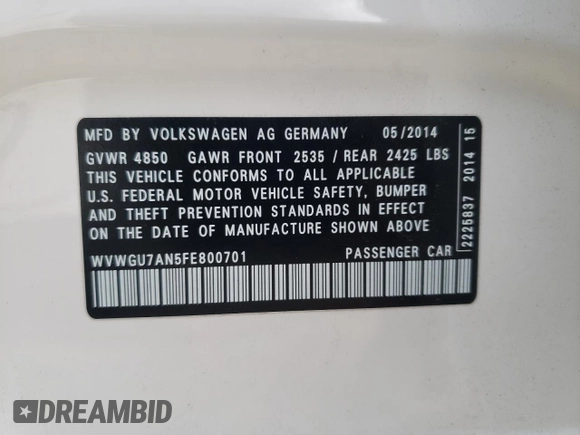 MFD BY VOLKSWAGEN AG GERMANY 05/2014
GVWR 4850 GAWR FRONT 2535 / REAR 2425 LBS
THIS VEHICLE CONFORMS TO ALL APPLICABLE
U.S. FEDERAL MOTOR VEHICLE SAFETY, BUMPER
AND THEFT PREVENTION STANDARDS IN EFFECT
ON THE DATE OF MANUFACTURE SHOWN ABOVE
WVWGU7AN5FE800701 PASSENGER CAR
2225837 2014 15
DREAMBID